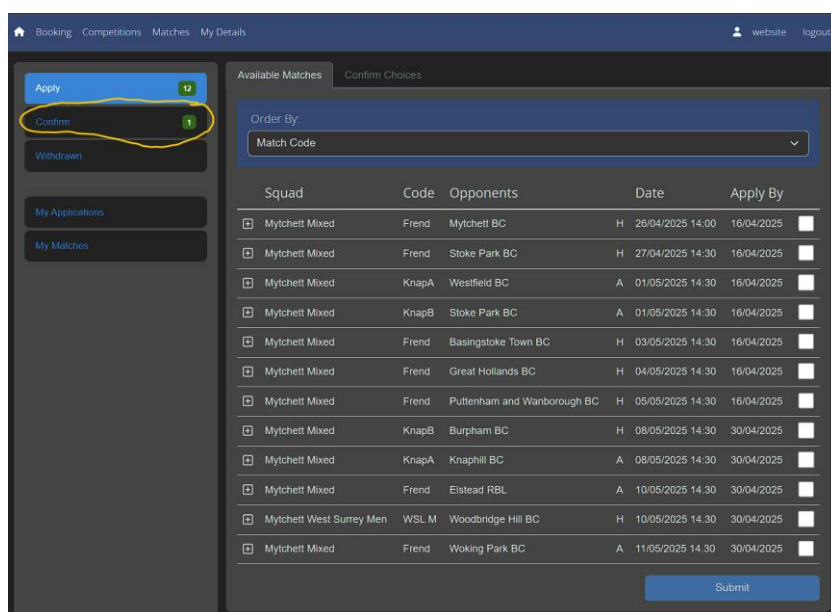 Booking Competitions Matches My Details website logout
Apply 12
Confirm 1
Withdrawn
My Applications
My Matches
Available Matches Confirm Choices
Order By:
Match Code
Squad Code Opponents Date Apply By
Mytchett Mixed Frend Mytchett BC H 26/04/2025 14:00 16/04/2025
Mytchett Mixed Frend Stoke Park BC H 27/04/2025 14:30 16/04/2025
Mytchett Mixed KnapA Westfield BC A 01/05/2025 14:30 16/04/2025
Mytchett Mixed KnapB Stoke Park BC A 01/05/2025 14:30 16/04/2025
Mytchett Mixed Frend Basingstoke Town BC H 03/05/2025 14:30 16/04/2025
Mytchett Mixed Frend Great Hollands BC H 04/05/2025 14:30 16/04/2025
Mytchett Mixed Frend Puttenham and Wanborough BC H 05/05/2025 14:30 16/04/2025
Mytchett Mixed KnapB Burpham BC H 08/05/2025 14:30 30/04/2025
Mytchett Mixed KnapA Knaphill BC A 08/05/2025 14:30 30/04/2025
Mytchett Mixed Frend Elstead RBL A 10/05/2025 14.30 30/04/2025
Mytchett West Surrey Men WSL M Woodbridge Hill BC H 10/05/2025 14.30 30/04/2025
Mytchett Mixed Frend Woking Park BC A 11/05/2025 14.30 30/04/2025
Submit